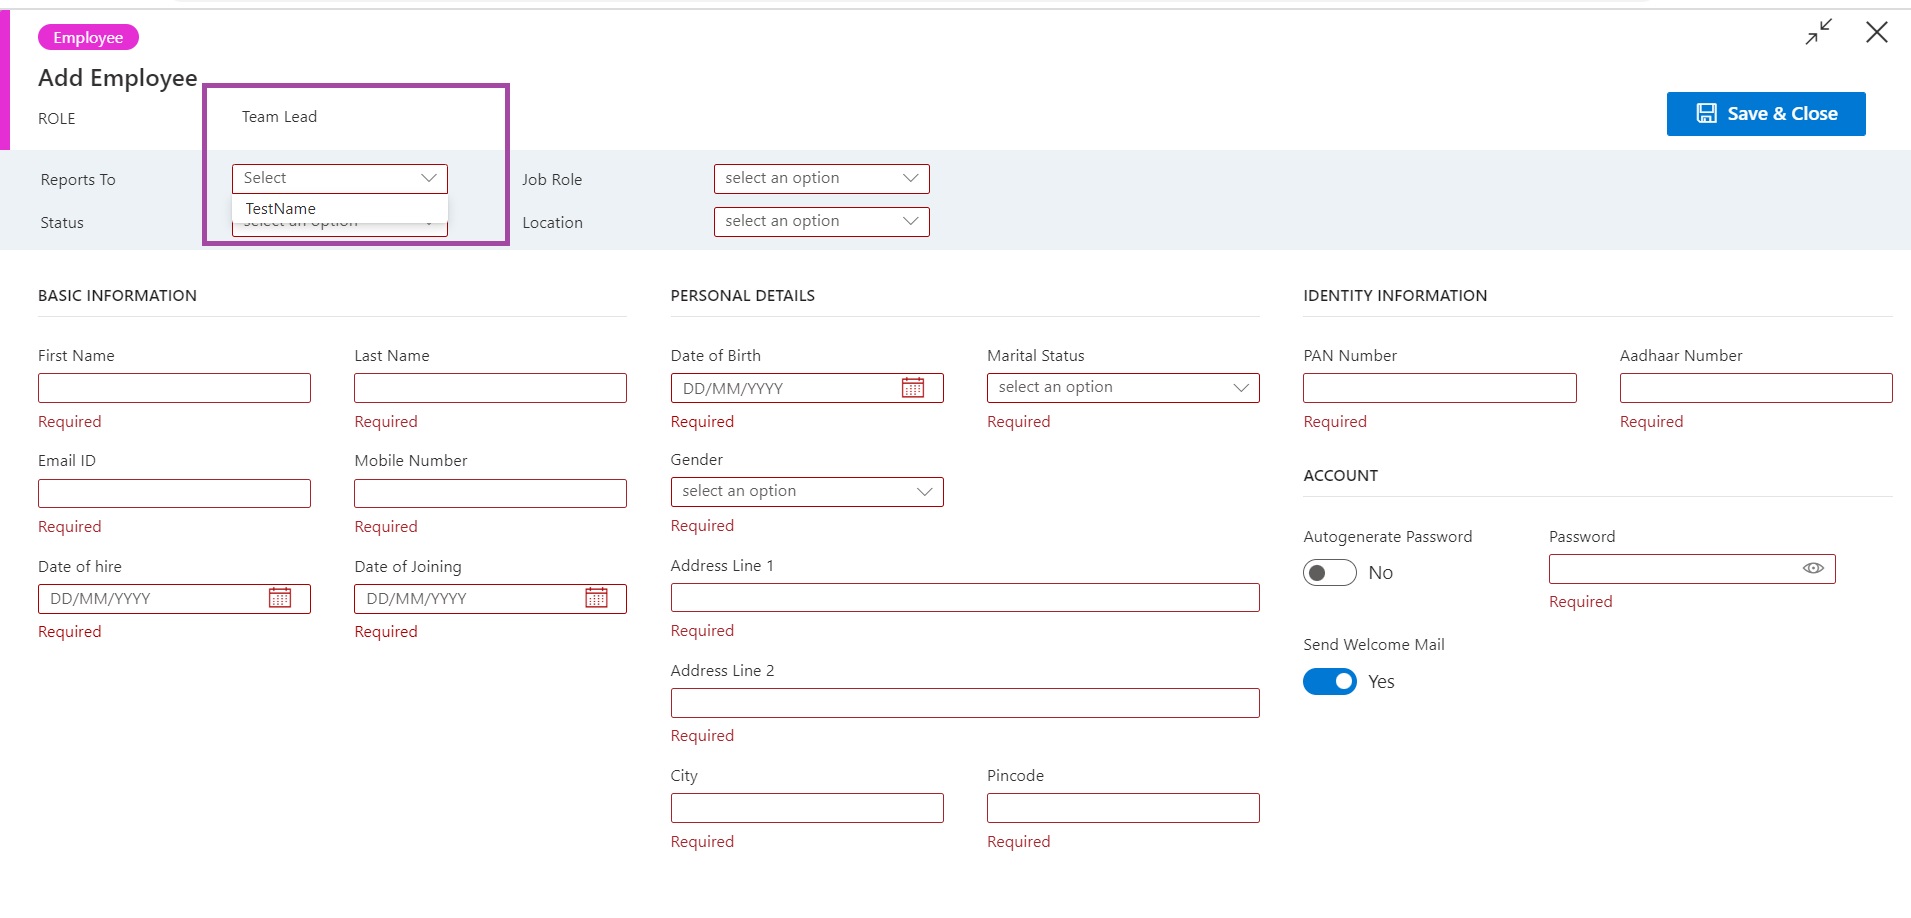 Employee
Add Employee
ROLE Team Lead
Save & Close
Reports To Select Job Role select an option
TestName
Status select an option Location select an option
BASIC INFORMATION
First Name Last Name
Required Required
Email ID Mobile Number
Required Required
Date of hire Date of Joining
DD/MM/YYYY DD/MM/YYYY
Required Required
PERSONAL DETAILS
Date of Birth Marital Status
DD/MM/YYYY select an option
Required Required
Gender
select an option
Required
Address Line 1
Required
Address Line 2
Required
City Pincode
Required Required
IDENTITY INFORMATION
PAN Number Aadhaar Number
Required Required
ACCOUNT
Autogenerate Password Password
No
Required
Send Welcome Mail
Yes